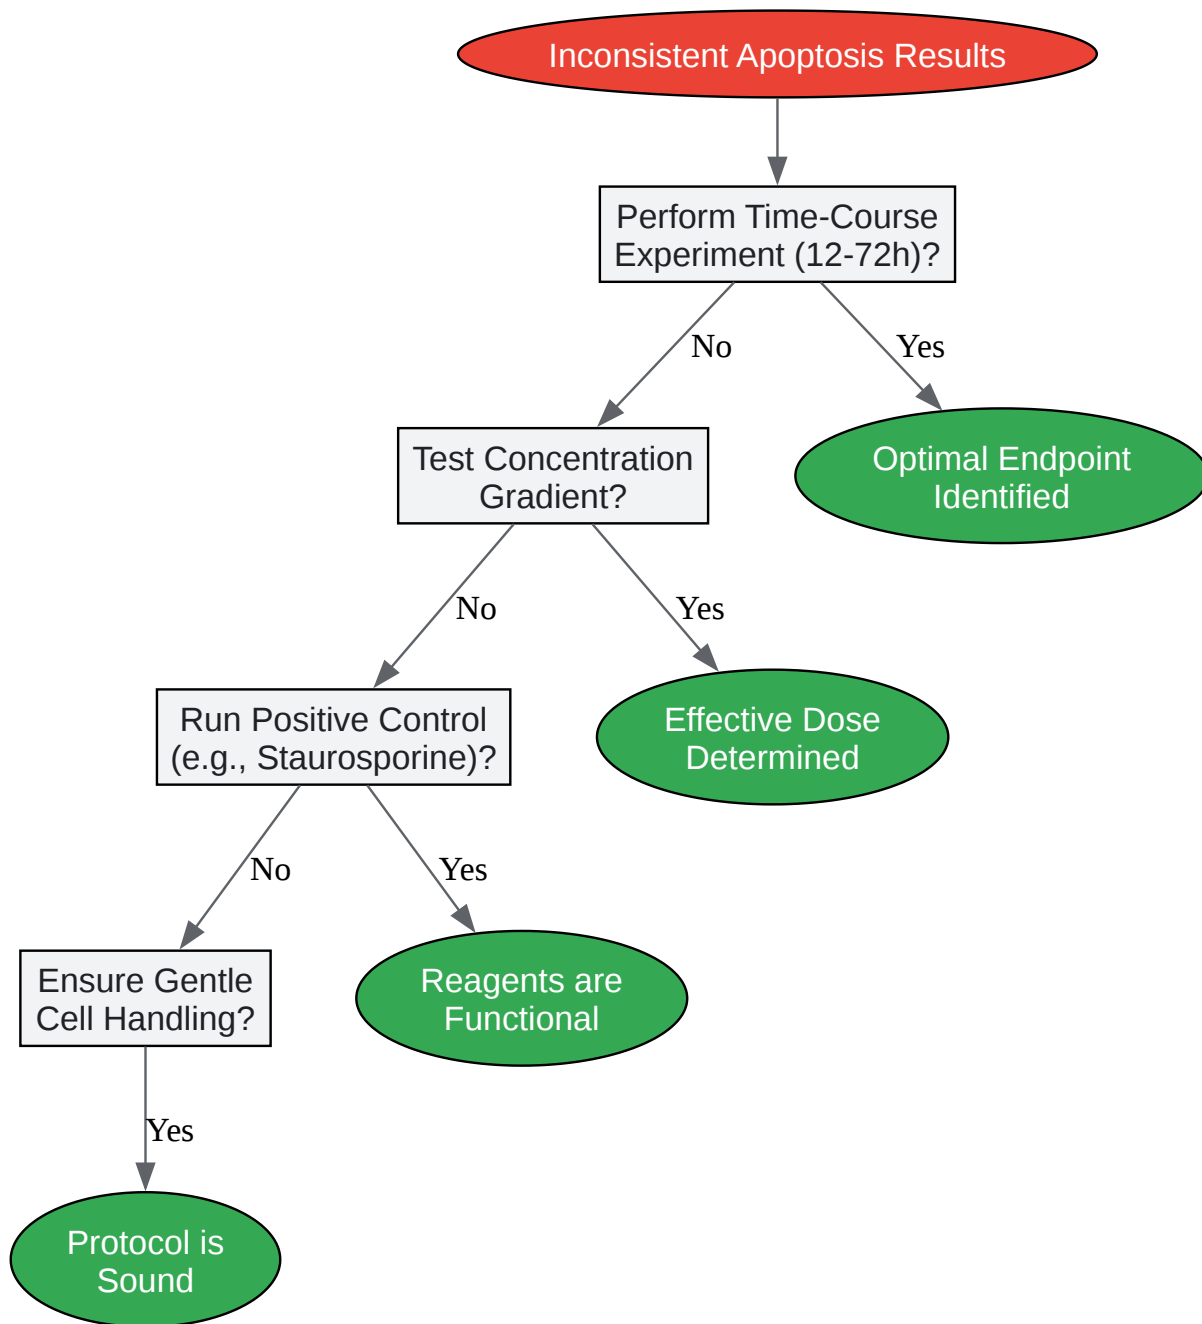 Inconsistent Apoptosis Results
Perform Time-Course
Experiment (12-72h)?
No
Yes
Test Concentration
Gradient?
Optimal Endpoint
Identified
No
Yes
Run Positive Control
(e.g., Staurosporine)?
Effective Dose
Determined
No
Yes
Ensure Gentle
Cell Handling?
Reagents are
Functional
Yes
Protocol is
Sound